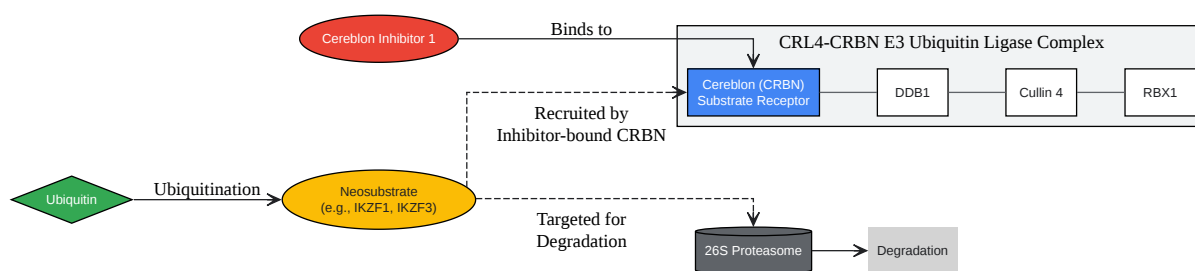 Cereblon Inhibitor 1
Binds to
CRL4-CRBN E3 Ubiquitin Ligase Complex
Cereblon (CRBN)
Substrate Receptor
DDB1
Cullin 4
RBX1
Recruited by
Inhibitor-bound CRBN
Ubiquitin
Ubiquitination
Neosubstrate
(e.g., IKZF1, IKZF3)
Targeted for
Degradation
26S Proteasome
Degradation